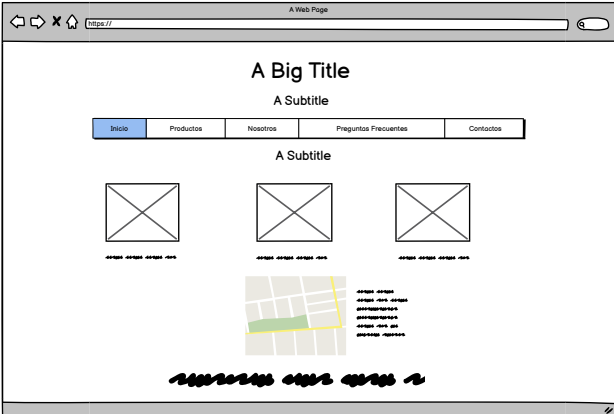 A Web Page
https://
A Big Title
A Subtitle
Inicio Productos Nosotros Preguntas Frecuentes Contactos
A Subtitle